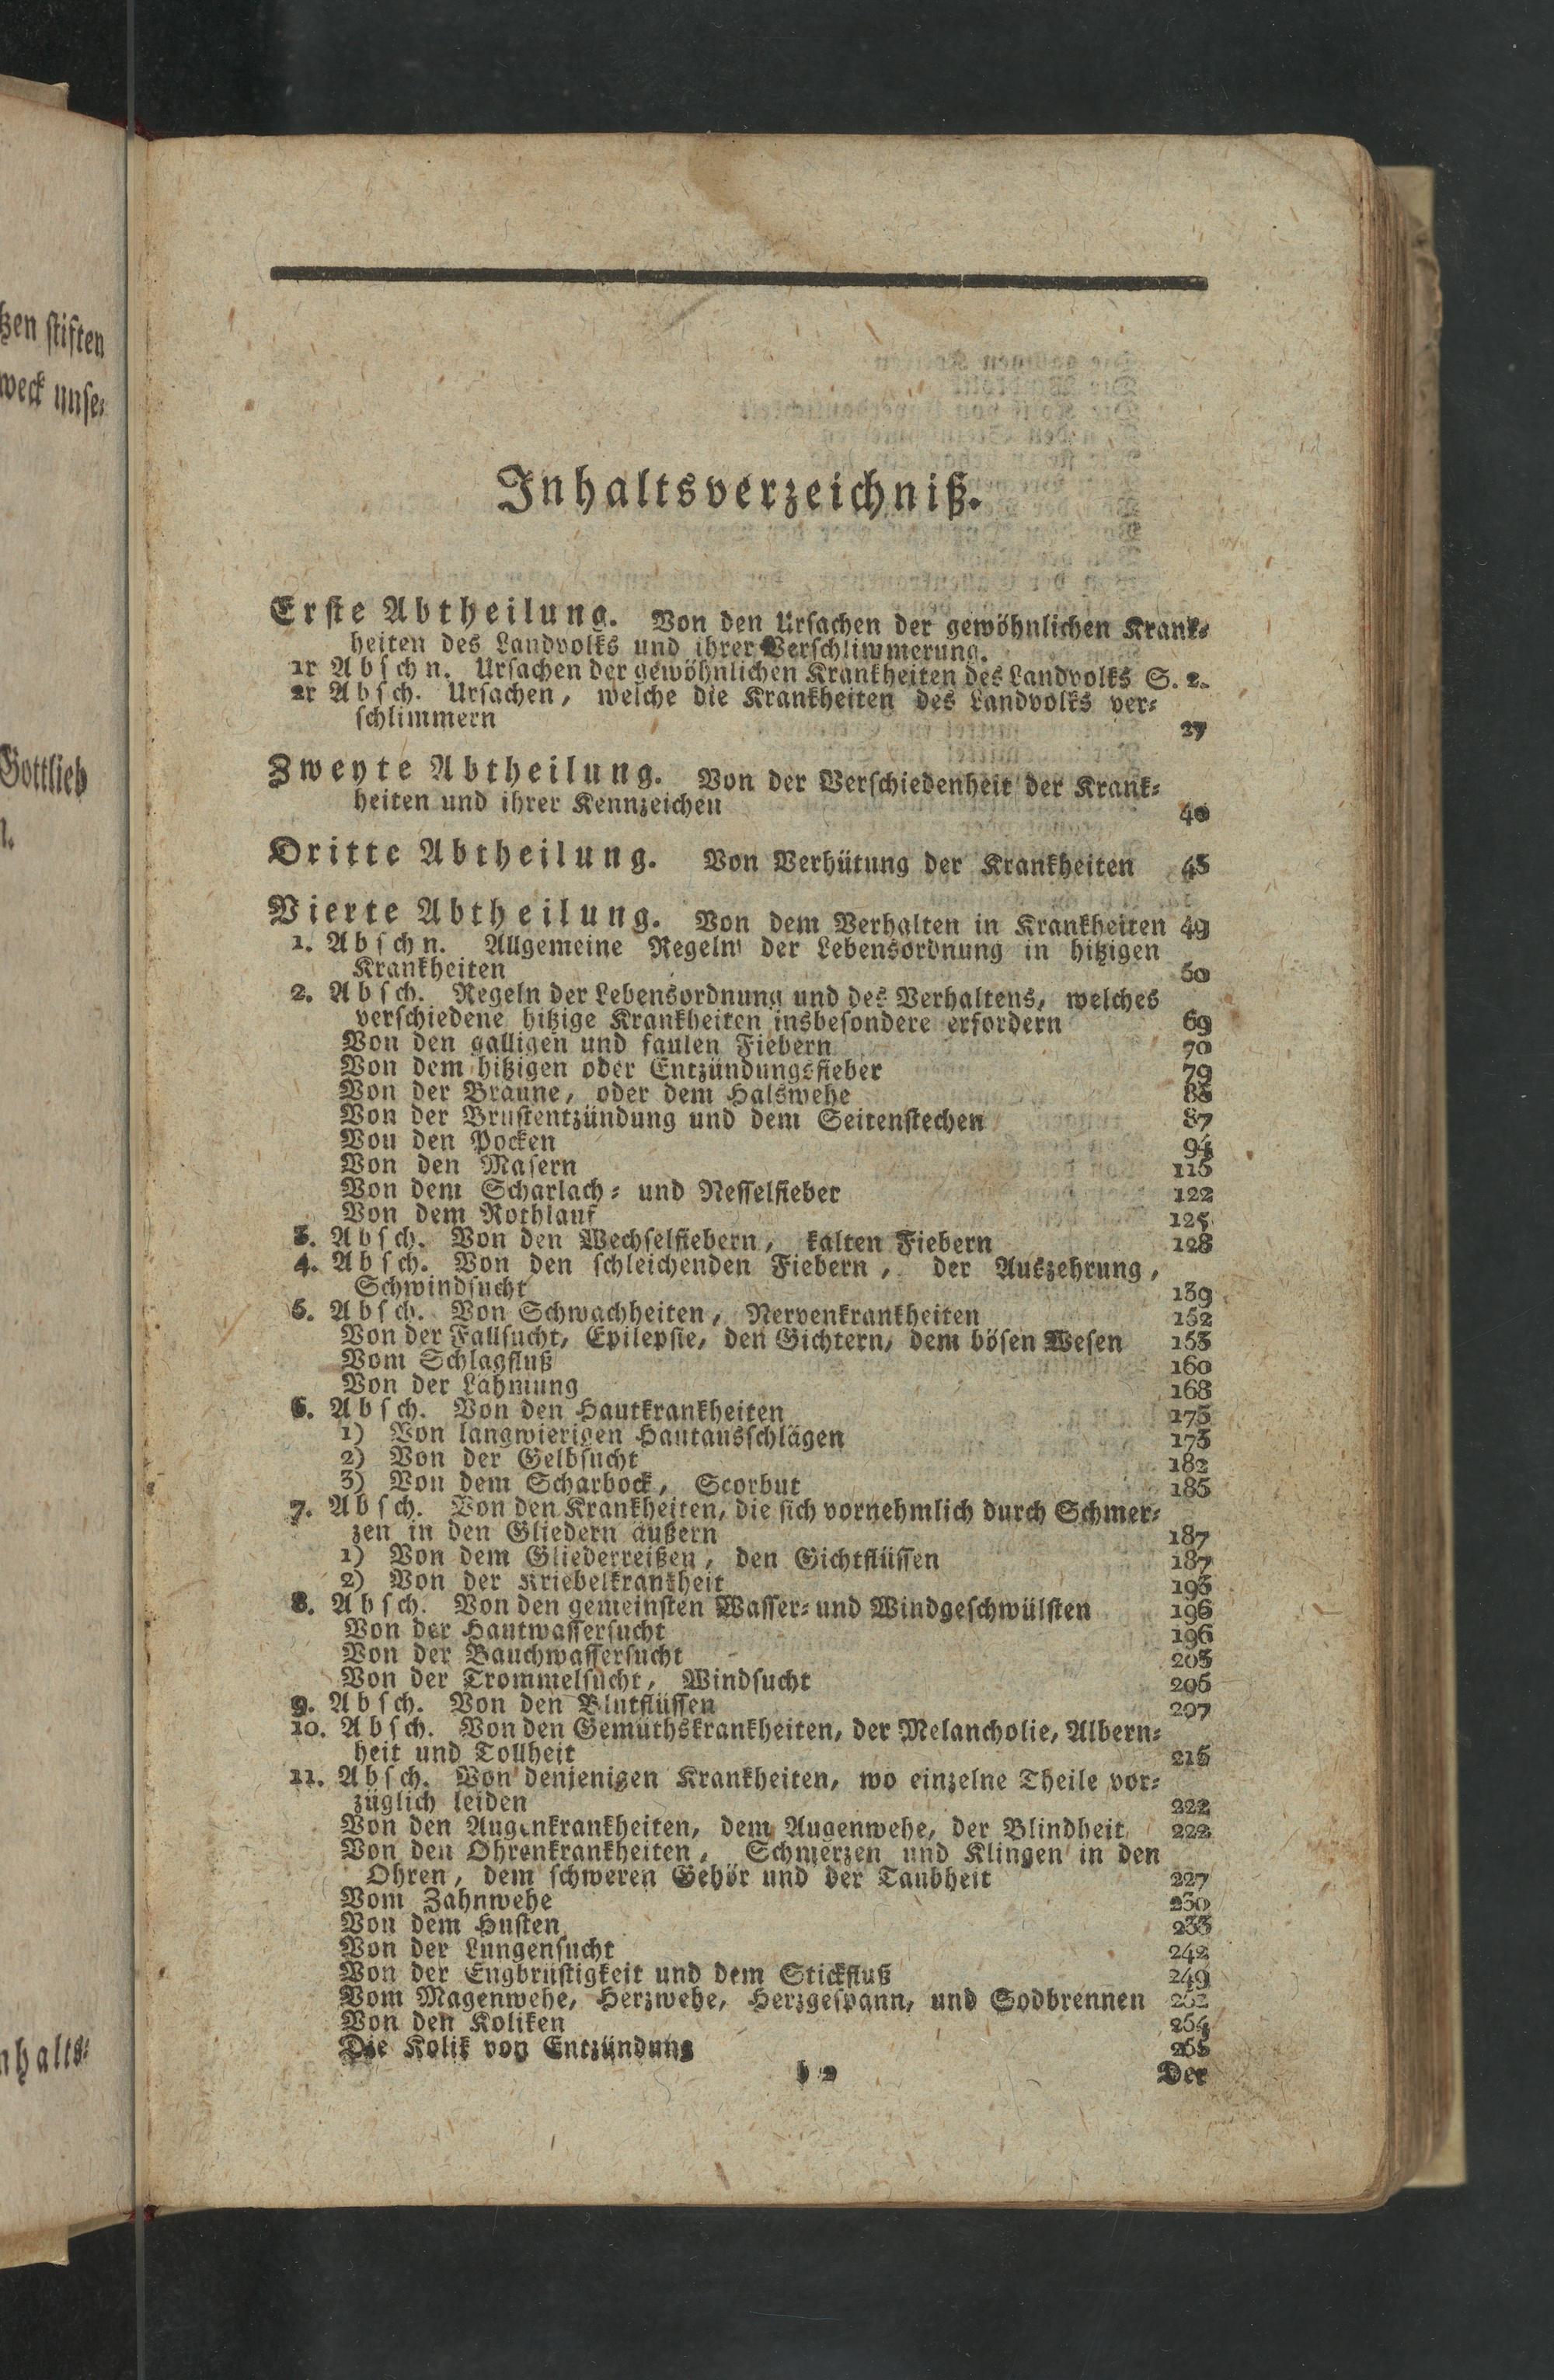 zen stiften
weck unse⸗
Gottlieb
nhalts⸗
Inhaltsverzeichniß.
Erste Abtheilung. Von den Ursachen der gewöhnlichen Krank⸗
heiten des Landvolks und ihrer Verschlimmerung.
1r Abschn. Ursachen der gewöhnlichen Krankheiten des Landvolks S. 2.
2r Absch. Ursachen, welche die Krankheiten des Landvolks ver⸗
schlimmern 27
Zweyte Abtheilung. Von der Verschiedenheit der Krank⸗
heiten und ihrer Kennzeichen 40
Dritte Abtheilung. Von Verhütung der Krankheiten 45
Vierte Abtheilung. Von dem Verhalten in Krankheiten 49
1. Abschn. Allgemeine Regeln der Lebensordnung in hitzigen
Krankheiten 50
2. Absch. Regeln der Lebensordnung und des Verhaltens, welches
verschiedene hitzige Krankheiten insbesondere erfordern 69
Von den galligen und faulen Fiebern 70
Von dem hitzigen oder Entzündungsfieber 79
Von der Bräune, oder dem Halswehe 85
Von der Brustentzündung und dem Seitenstechen 87
Von den Pocken 94
Von den Masern 115
Von dem Scharlach⸗ und Nesselfieber 122
Von dem Rothlauf 125
3. Absch. Von den Wechselfiebern, kalten Fiebern 128
4. Absch. Von den schleichenden Fiebern, der Auszehrung,
Schwindsucht 139
5. Absch. Von Schwachheiten, Nervenkrankheiten 152
Von der Fallsucht, Epilepsie, den Gichtern, dem bösen Wesen 153
Vom Schlagfluß 160
Von der Lähmung 168
6. Absch. Von den Hautkrankheiten 173
1) Von langwierigen Hautausschlägen 173
2) Von der Gelbsucht 182
3) Von dem Scharbock, Scorbut 185
7. Absch. Von den Krankheiten, die sich vornehmlich durch Schmer⸗
zen in den Gliedern äußern 187
1) Von dem Gliederreißen, den Gichtflüssen 187
2) Von der Kriebelkrankheit 193
8. Absch. Von den gemeinsten Wasser⸗ und Windgeschwülsten 196
Von der Hautwassersucht 196
Von der Bauchwassersucht 203
Von der Trommelsucht, Windsucht 206
9. Absch. Von den Blutflüssen 207
10. Absch. Von den Gemüthskrankheiten, der Melancholie, Albern⸗
heit und Tollheit 216
11. Absch. Von denjenigen Krankheiten, wo einzelne Theile vor⸗
züglich leiden 222
Von den Augenkrankheiten, dem Augenwehe, der Blindheit 222
Von den Ohrenkrankheiten, Schmerzen und Klingen in den
Ohren, dem schweren Gehör und der Taubheit 227
Vom Zahnwehe 230
Von dem Husten 233
Von der Lungensucht 242
Von der Engbrüstigkeit und dem Stickfluß 249
Vom Magenwehe, Herzwehe, Herzgespann, und Sodbrennen 262
Von den Koliken 264
Die Kolik von Entzündung 265
b 2 Der